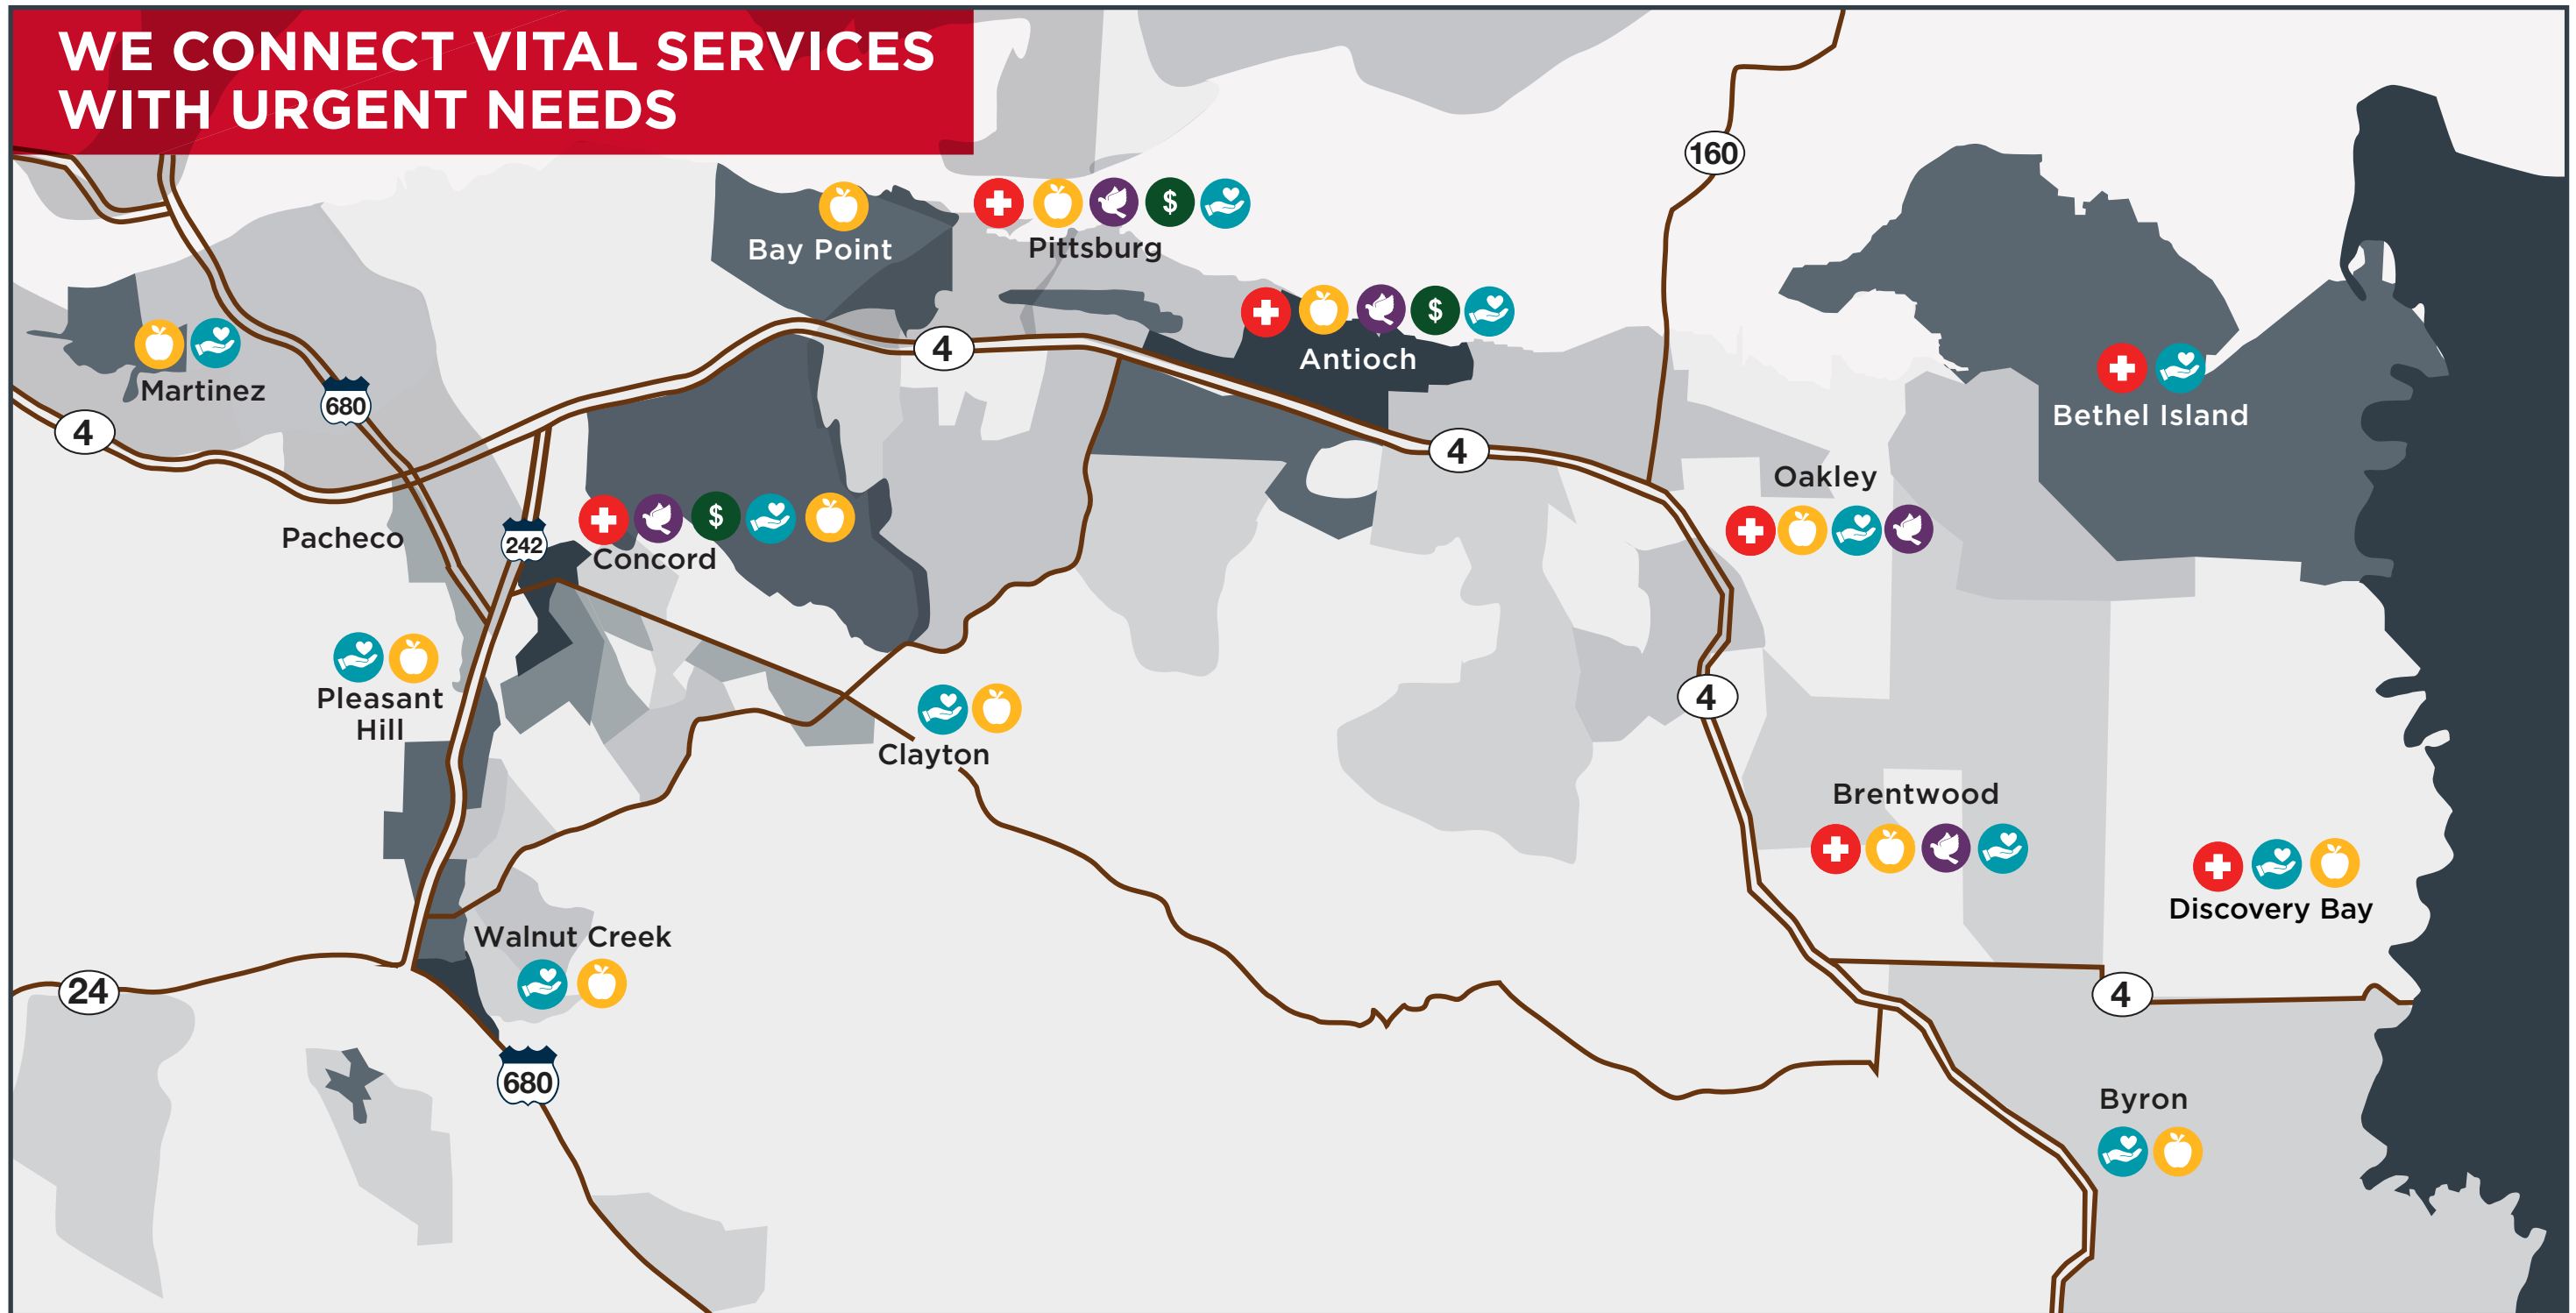 WE CONNECT VITAL SERVICES
WITH URGENT NEEDS
160
Bay Point
Pittsburg
4
Antioch
Martinez
680
4
Bethel Island
4
Oakley
Pacheco
242
Concord
Pleasant
Hill
4
Clayton
Brentwood
Discovery Bay
Walnut Creek
24
4
680
Byron
$
$
$